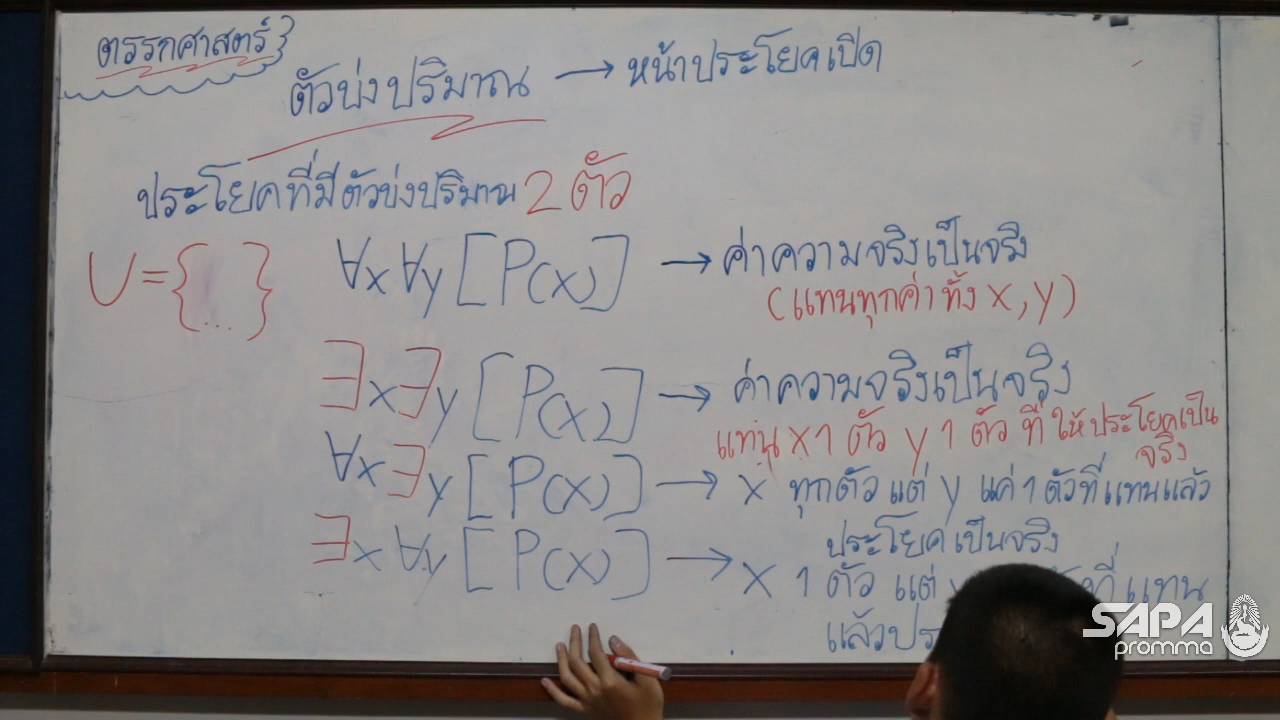 ตรรกศาสตร์
ตัวบ่งปริมาณ → หน้าประโยคเปิด
ประโยคที่มีตัวบ่งปริมาณ 2 ตัว
U = { ... }
∀x ∀y [P(x)] → ค่าความจริงเป็นจริง
(แทนทุกค่าทั้ง x, y)
∃x ∃y [P(x)] → ค่าความจริงเป็นจริง
แทน x 1 ตัว y 1 ตัว ที่ให้ประโยคเป็น
จริง
∀x ∃y [P(x)] → x ทุกตัว แต่ y แค่ 1 ตัวที่แทนแล้ว
ประโยคเป็นจริง
∃x ∀y [P(x)] → x 1 ตัว แต่ ที่แทน
แล้ว
SAPA
promma